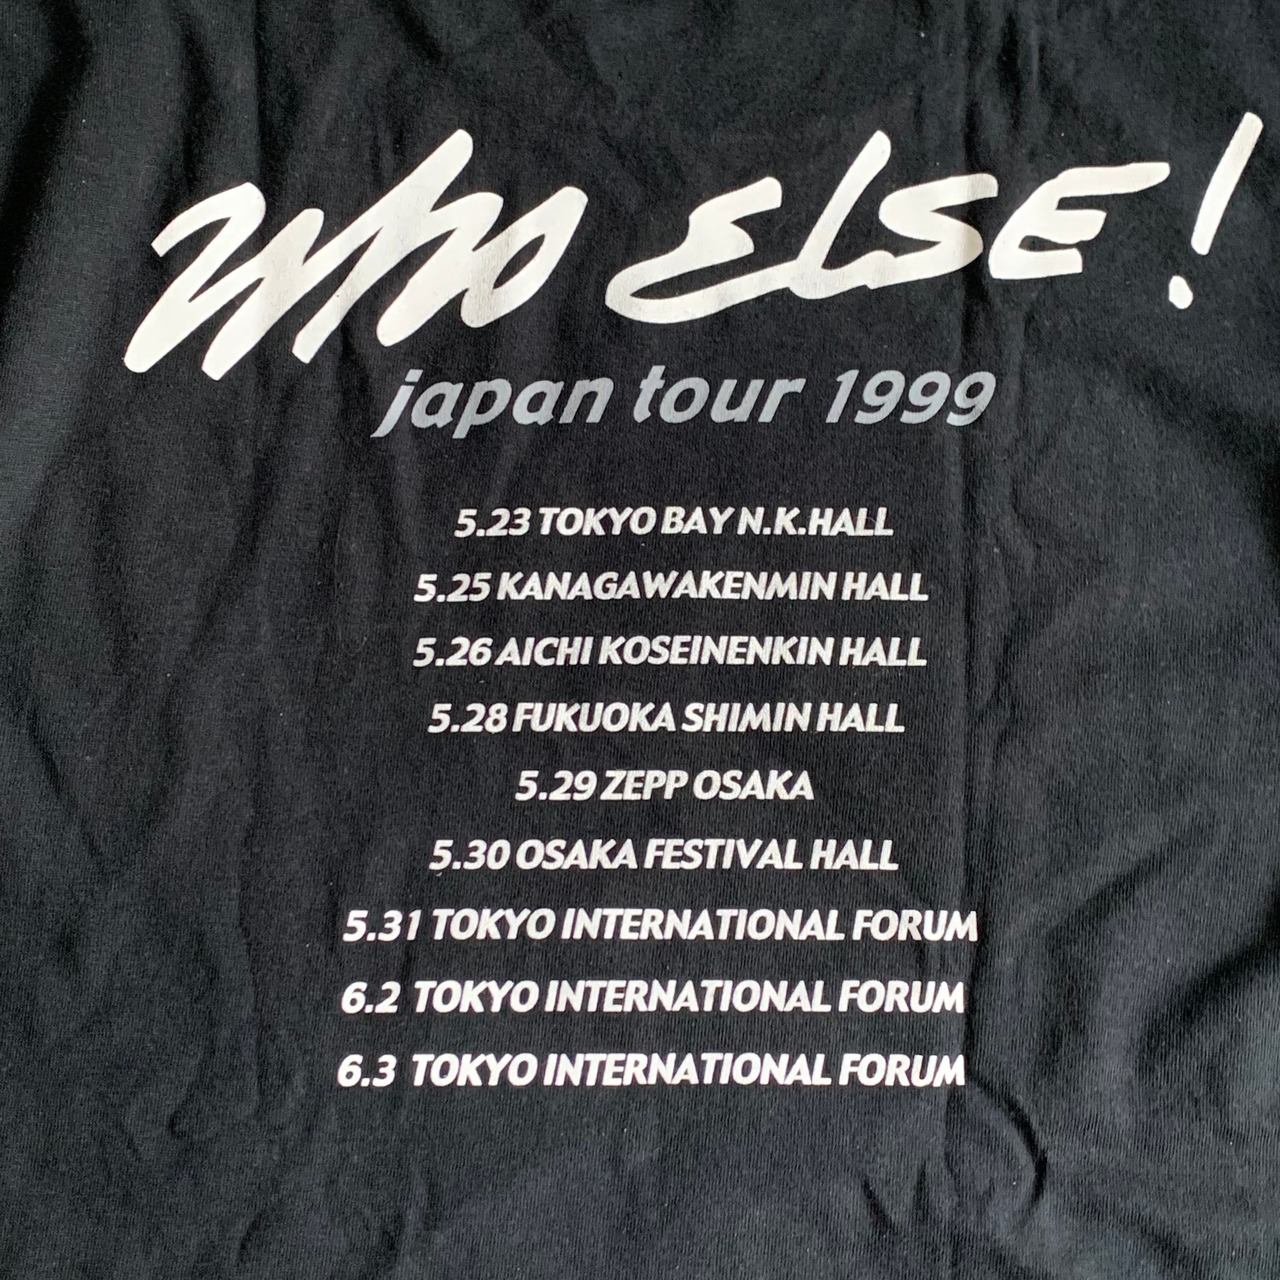 WHO ELSE!
japan tour 1999
5.23 TOKYO BAY N.K.HALL
5.25 KANAGAWAKENMIN HALL
5.26 AICHI KOSEINENKIN HALL
5.28 FUKUOKA SHIMIN HALL
5.29 ZEPP OSAKA
5.30 OSAKA FESTIVAL HALL
5.31 TOKYO INTERNATIONAL FORUM
6.2 TOKYO INTERNATIONAL FORUM
6.3 TOKYO INTERNATIONAL FORUM